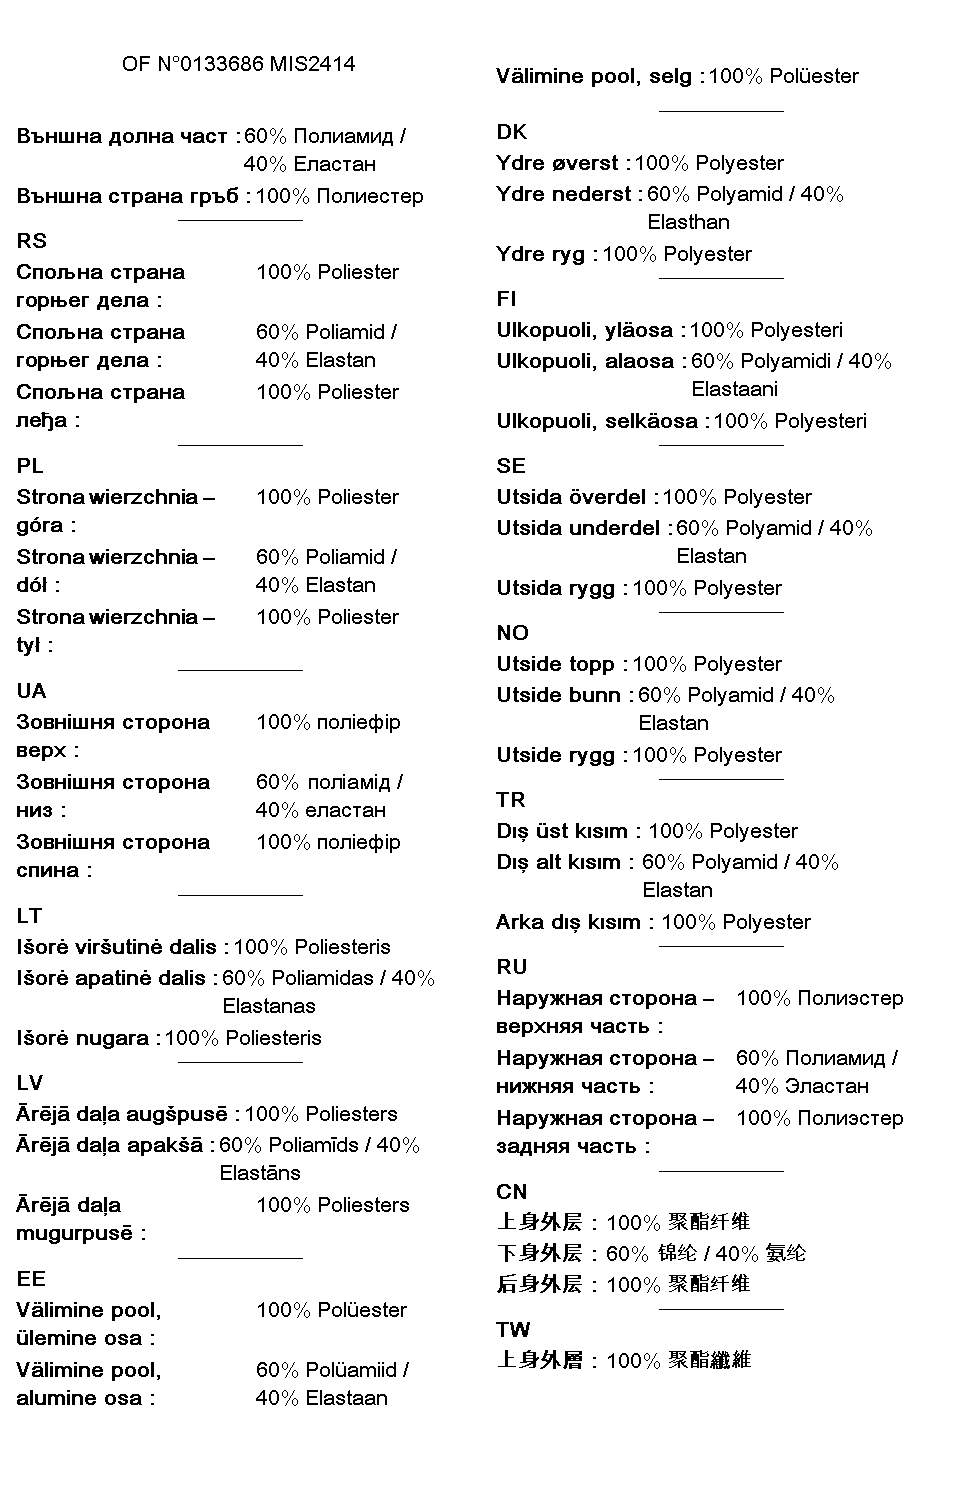 OF N°0133686 MIS2414
Външна долна част : 60% Полиамид /
40% Еластан
Външна страна гръб : 100% Полиестер
RS
Спољна страна 100% Poliester
горњег дела :
Спољна страна 60% Poliamid /
горњег дела : 40% Elastan
Спољна страна 100% Poliester
леђа :
PL
Strona wierzchnia – 100% Poliester
góra :
Strona wierzchnia – 60% Poliamid /
dół : 40% Elastan
Strona wierzchnia – 100% Poliester
tył :
UA
Зовнішня сторона 100% поліефір
верх :
Зовнішня сторона 60% поліамід /
низ : 40% еластан
Зовнішня сторона 100% поліефір
спина :
LT
Išorė viršutinė dalis : 100% Poliesteris
Išorė apatinė dalis : 60% Poliamidas / 40%
Elastanas
Išorė nugara : 100% Poliesteris
LV
Ārējā daļa augšpusē : 100% Poliesters
Ārējā daļa apakšā : 60% Poliamīds / 40%
Elastāns
Ārējā daļa 100% Poliesters
mugurpusē :
EE
Välimine pool, 100% Polüester
ülemine osa :
Välimine pool, 60% Polüamiid /
alumine osa : 40% Elastaan
Välimine pool, selg : 100% Polüester
DK
Ydre øverst : 100% Polyester
Ydre nederst : 60% Polyamid / 40%
Elasthan
Ydre ryg : 100% Polyester
FI
Ulkopuoli, yläosa : 100% Polyesteri
Ulkopuoli, alaosa : 60% Polyamidi / 40%
Elastaani
Ulkopuoli, selkäosa : 100% Polyesteri
SE
Utsida överdel : 100% Polyester
Utsida underdel : 60% Polyamid / 40%
Elastan
Utsida rygg : 100% Polyester
NO
Utside topp : 100% Polyester
Utside bunn : 60% Polyamid / 40%
Elastan
Utside rygg : 100% Polyester
TR
Dış üst kısım : 100% Polyester
Dış alt kısım : 60% Polyamid / 40%
Elastan
Arka dış kısım : 100% Polyester
RU
Наружная сторона – 100% Полиэстер
верхняя часть :
Наружная сторона – 60% Полиамид /
нижняя часть : 40% Эластан
Наружная сторона – 100% Полиэстер
задняя часть :
CN
上身外层 : 100% 聚酯纤维
下身外层 : 60% 锦纶 / 40% 氨纶
后身外层 : 100% 聚酯纤维
TW
上身外層 : 100% 聚酯纖維